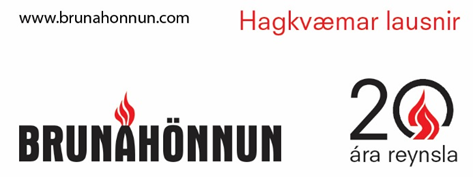 www.brunahonnun.com
Hagkvæmar lausnir
BRUNAHÖNNUN
20
ára reynsla